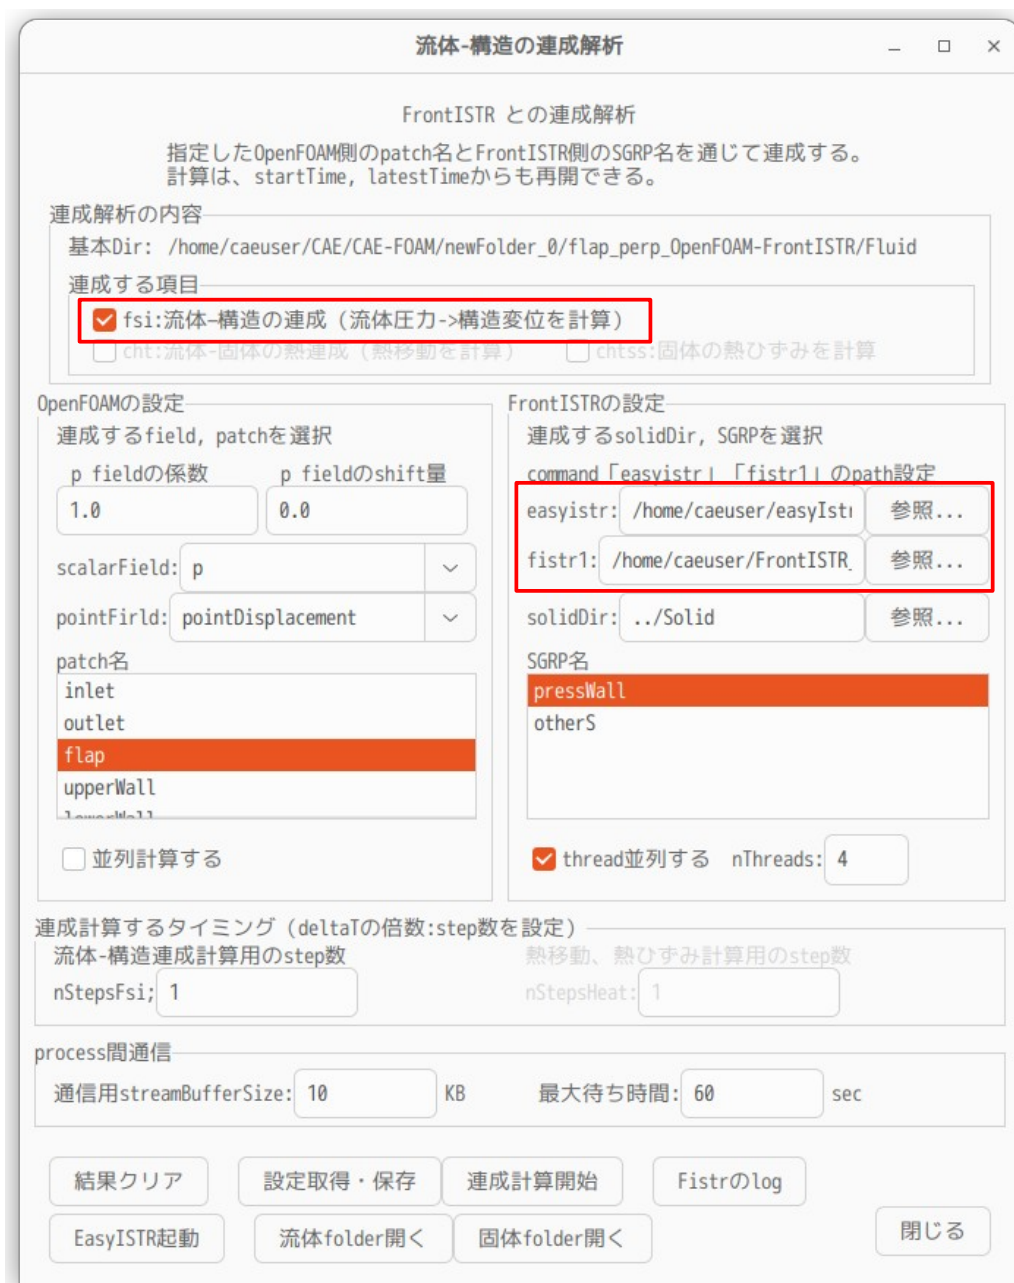 流体-構造の連成解析
FrontISTR との連成解析
指定したOpenFOAM側のpatch名とFrontISTR側のSGRP名を通じて連成する。
計算は、startTime, latestTimeからも再開できる。
連成解析の内容
基本Dir: /home/caeuser/CAE/CAE-FOAM/newFolder_0/flap_perp_OpenFOAM-FrontISTR/Fluid
連成する項目
fsi:流体-構造の連成（流体圧力->構造変位を計算）
cht:流体-固体の熱連成（熱移動を計算） chtss:固体の熱ひずみを計算
OpenFOAMの設定
連成するfield, patchを選択
p fieldの係数 p fieldのshift量
1.0 0.0
scalarField: p
pointFirld: pointDisplacement
patch名
inlet
outlet
flap
upperWall
lowerWall
並列計算する
FrontISTRの設定
連成するsolidDir, SGRPを選択
command「easyistr」「fistr1」のpath設定
easyistr: /home/caeuser/easyIstr 参照...
fistr1: /home/caeuser/FrontISTR_ 参照...
solidDir: ../Solid 参照...
SGRP名
pressWall
otherS
thread並列する nThreads: 4
連成計算するタイミング（deltaTの倍数:step数を設定）
流体-構造連成計算用のstep数 熱移動、熱ひずみ計算用のstep数
nStepsFsi; 1 nStepsHeat: 1
process間通信
通信用streamBufferSize: 10 KB 最大待ち時間: 60 sec
結果クリア 設定取得・保存 連成計算開始 Fistrのlog
EasyISTR起動 流体folder開く 固体folder開く 閉じる